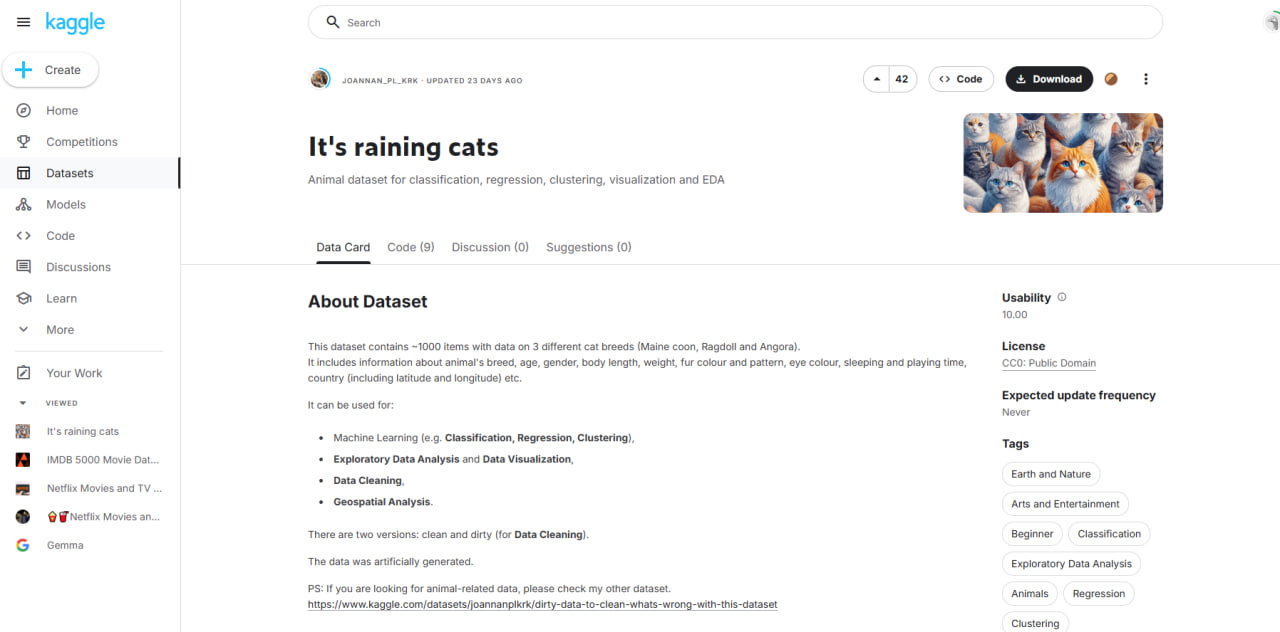 kaggle
Search
Create
Home
Competitions
Datasets
Models
Code
Discussions
Learn
More
Your Work
VIEWED
It's raining cats
IMDB 5000 Movie Dat...
Netflix Movies and TV ...
🍿🥤Netflix Movies an...
Gemma
JOANNAN_PL_KRK · UPDATED 23 DAYS AGO
42
Code
Download
It's raining cats
Animal dataset for classification, regression, clustering, visualization and EDA
Data Card Code (9) Discussion (0) Suggestions (0)
About Dataset
This dataset contains ~1000 items with data on 3 different cat breeds (Maine coon, Ragdoll and Angora).
It includes information about animal's breed, age, gender, body length, weight, fur colour and pattern, eye colour, sleeping and playing time,
country (including latitude and longitude) etc.
It can be used for:
• Machine Learning (e.g. Classification, Regression, Clustering),
• Exploratory Data Analysis and Data Visualization,
• Data Cleaning,
• Geospatial Analysis.
There are two versions: clean and dirty (for Data Cleaning).
The data was artificially generated.
PS: If you are looking for animal-related data, please check my other dataset.
https://www.kaggle.com/datasets/joannanplkrk/dirty-data-to-clean-whats-wrong-with-this-dataset
Usability
10.00
License
CC0: Public Domain
Expected update frequency
Never
Tags
Earth and Nature
Arts and Entertainment
Beginner Classification
Exploratory Data Analysis
Animals Regression
Clustering